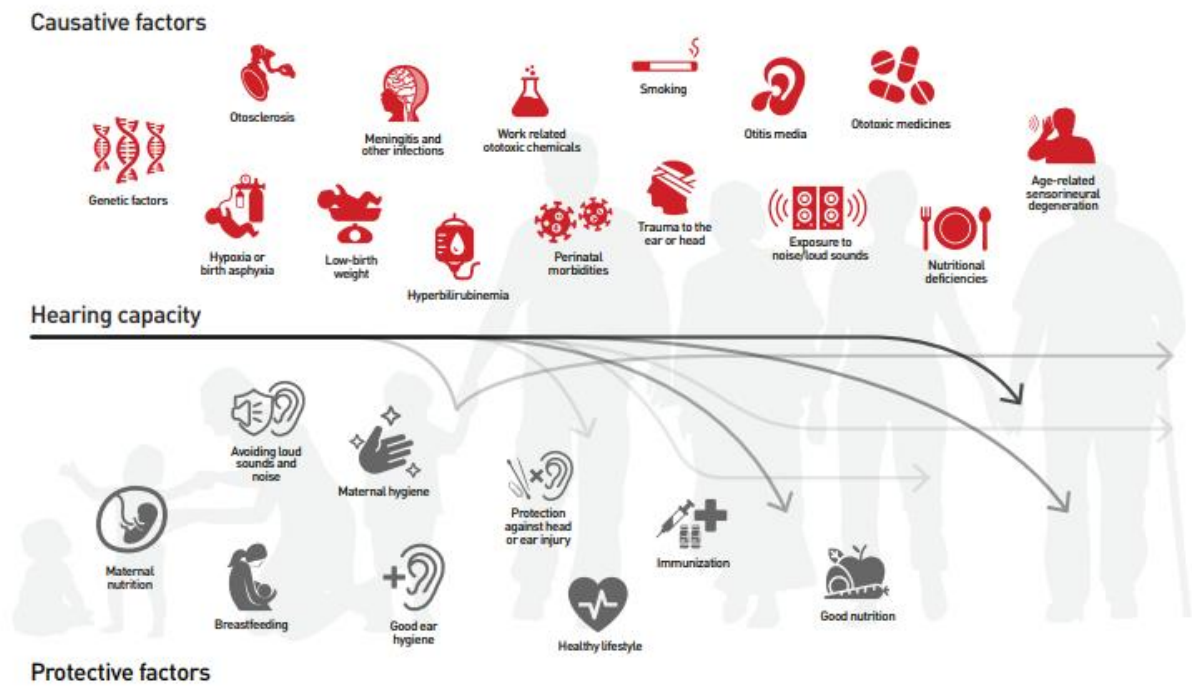 Causative factors
Otosclerosis
Meningitis and
other infections
Work related
ototoxic chemicals
Smoking
Otitis media
Ototoxic medicines
Genetic factors
Age-related
sensorineural
degeneration
Hypoxia or
birth asphyxia
Low-birth
weight
Hyperbilirubinemia
Perinatal
morbidities
Trauma to the
ear or head
Exposure to
noise/loud sounds
Nutritional
deficiencies
Hearing capacity
Avoiding loud
sounds and
noise
Maternal hygiene
Protection
against head
or ear injury
Immunization
Maternal
nutrition
Breastfeeding
Good ear
hygiene
Healthy lifestyle
Good nutrition
Protective factors